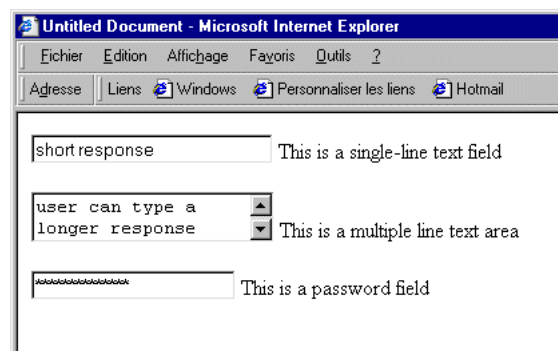 Untitled Document - Microsoft Internet Explorer
Fichier Edition Affichage Favoris Outils ?
Adresse Liens Windows Personnaliser les liens Hotmail
short response This is a single-line text field
user can type a
longer response This is a multiple line text area
*************** This is a password field